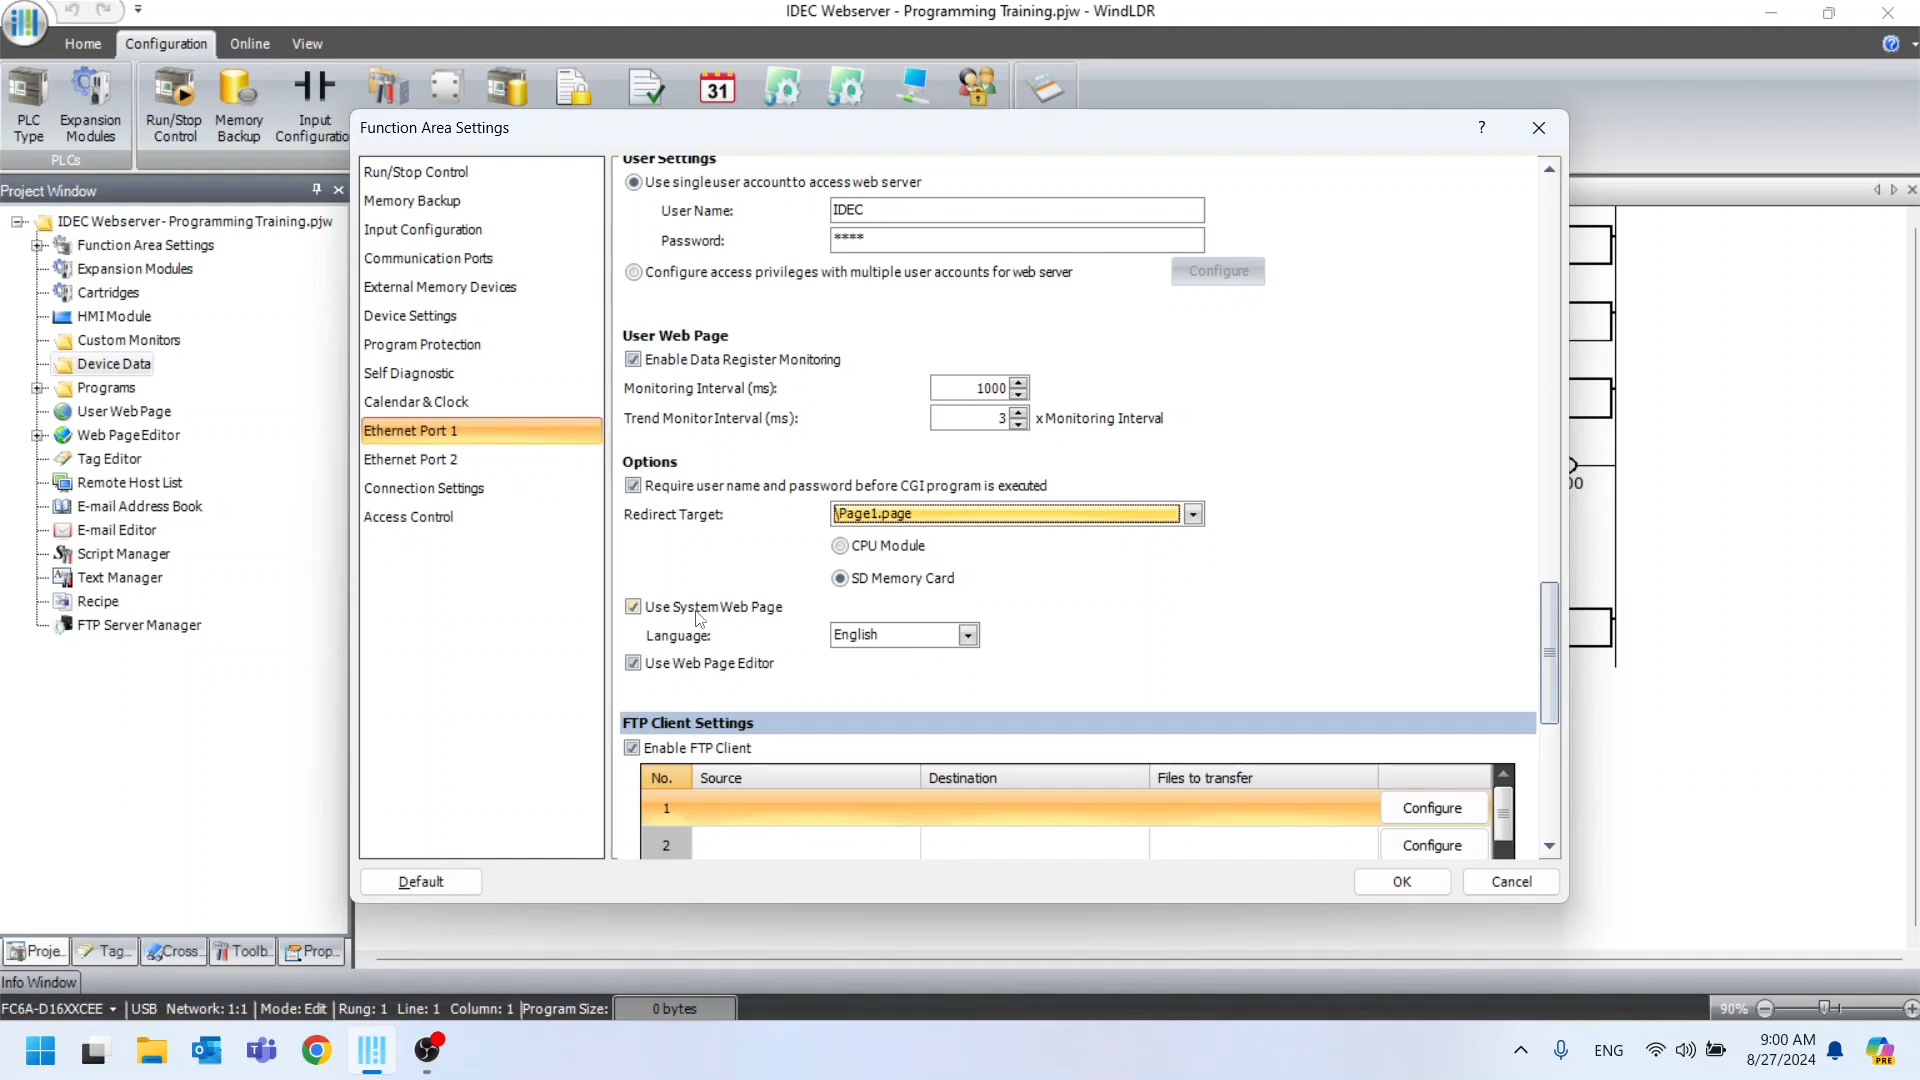 IDEC Webserver - Programming Training.pjw - WindLDR
Home Configuration Online View
PLC Type
Expansion Modules
Run/Stop Control
Memory Backup
Input Configuratio
31
PLCs
Function Area Settings
?
Project Window
IDEC Webserver- Programming Training.pjw
Function Area Settings
Expansion Modules
Cartridges
HMI Module
Custom Monitors
Device Data
Programs
User Web Page
Web Page Editor
Tag Editor
Remote Host List
E-mail Address Book
E-mail Editor
Script Manager
Text Manager
Recipe
FTP Server Manager
Run/Stop Control
Memory Backup
Input Configuration
Communication Ports
External Memory Devices
Device Settings
Program Protection
Self Diagnostic
Calendar & Clock
Ethernet Port 1
Ethernet Port 2
Connection Settings
Access Control
User Settings
Use single user account to access web server
User Name: IDEC
Password: ****
Configure access privileges with multiple user accounts for web server Configure
User Web Page
Enable Data Register Monitoring
Monitoring Interval (ms): 1000
Trend Monitor Interval (ms): 3 x Monitoring Interval
Options
Require user name and password before CGI program is executed
Redirect Target: \Page1.page
CPU Module
SD Memory Card
Use System Web Page
Language: English
Use Web Page Editor
FTP Client Settings
Enable FTP Client
No. Source Destination Files to transfer
1 Configure
2 Configure
Default OK Cancel
00
Proje... Tag... Cross... Toolb... Prop...
Info Window
FC6A-D16XXCEE USB Network: 1:1 Mode: Edit Rung: 1 Line: 1 Column: 1 Program Size: 0 bytes 90%
ENG
9:00 AM
8/27/2024
PRE